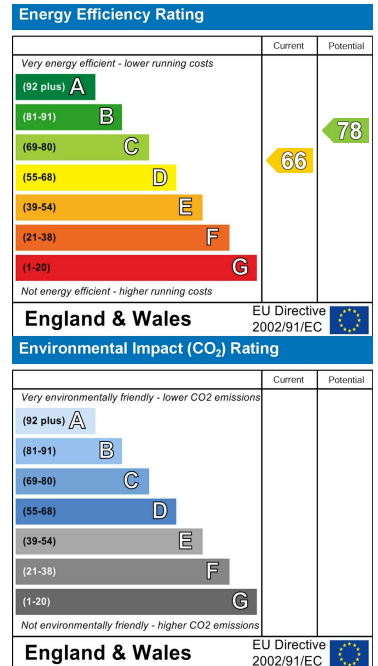 Energy Efficiency Rating
Current Potential
Very energy efficient - lower running costs
(92 plus) A
(81-91) B
(69-80) C
(55-68) D
(39-54) E
(21-38) F
(1-20) G
66
78
Not energy efficient - higher running costs
England & Wales
EU Directive
2002/91/EC
Environmental Impact (CO₂) Rating
Current Potential
Very environmentally friendly - lower CO2 emissions
(92 plus) A
(81-91) B
(69-80) C
(55-68) D
(39-54) E
(21-38) F
(1-20) G
Not environmentally friendly - higher CO2 emissions
England & Wales
EU Directive
2002/91/EC